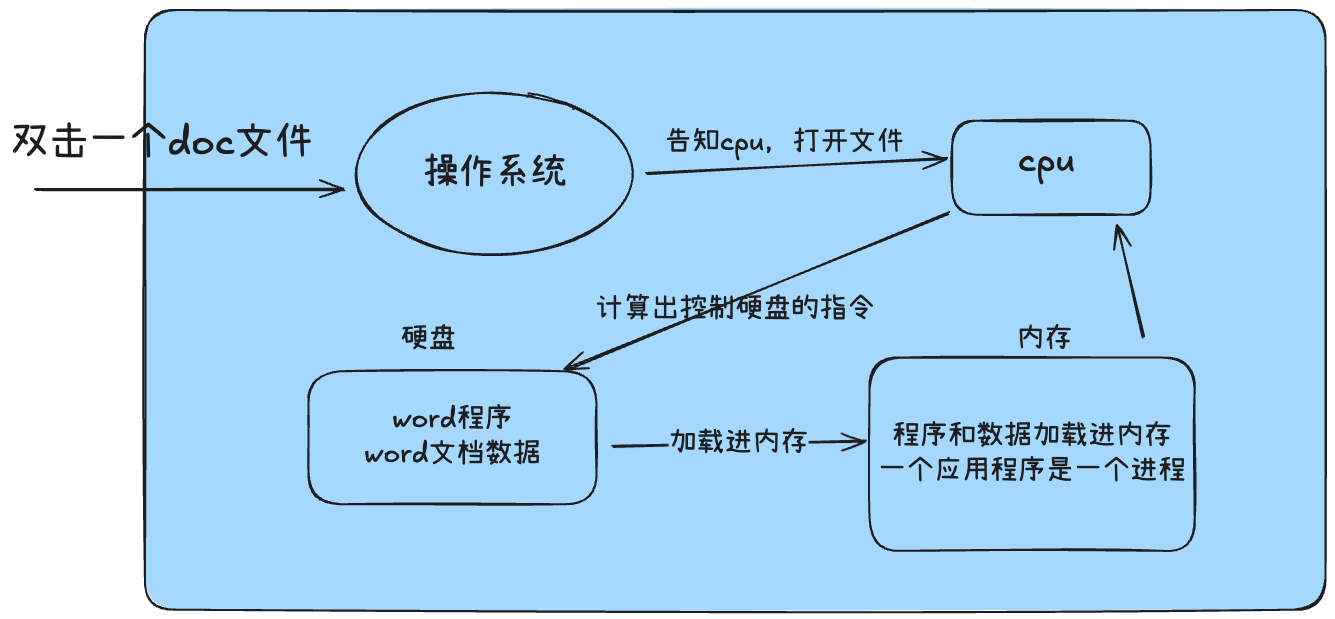 双击一个doc文件
操作系统
告知cpu，打开文件
cpu
计算出控制硬盘的指令
硬盘
word程序
word文档数据
加载进内存
内存
程序和数据加载进内存
一个应用程序是一个进程